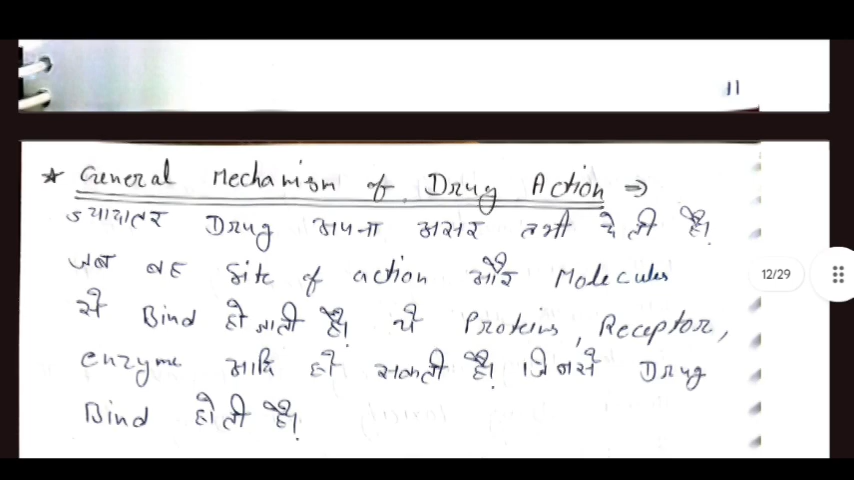 11
* General Mechanism of Drug Action ⇒
ज्यादातर Drug अपना असर तभी देती है।
जब वह Site of action और Molecules
12/29
से Bind हो जाती है। ये Proteins, Receptor,
enzyme आदि हो सकती है। जिनसे Drug
Bind होती है।